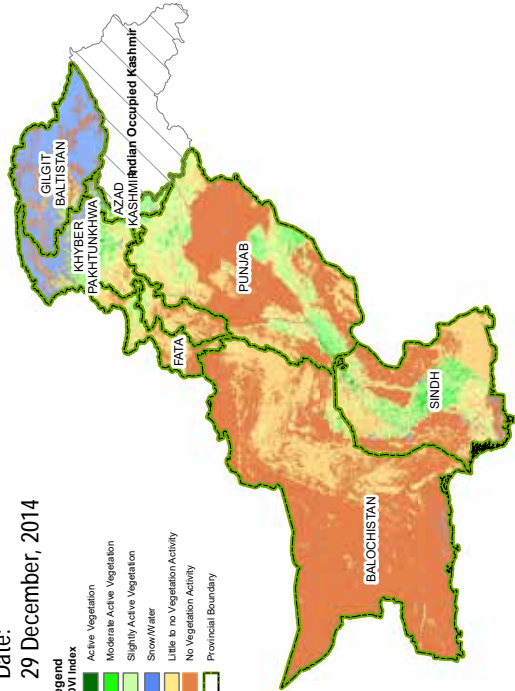 Date:
29 December, 2014
egend
OVI Index
Active Vegetation
Moderate Active Vegetation
Slightly Active Vegetation
Snow/Water
Little to no Vegetation Activity
No Vegetation Activity
Provincial Boundary
GILGIT
BALTISTAN
KHYBER
PAKHTUNKHWA
AZAD
KASHMIR
Indian Occupied Kashmir
FATA
PUNJAB
BALOCHISTAN
SINDH